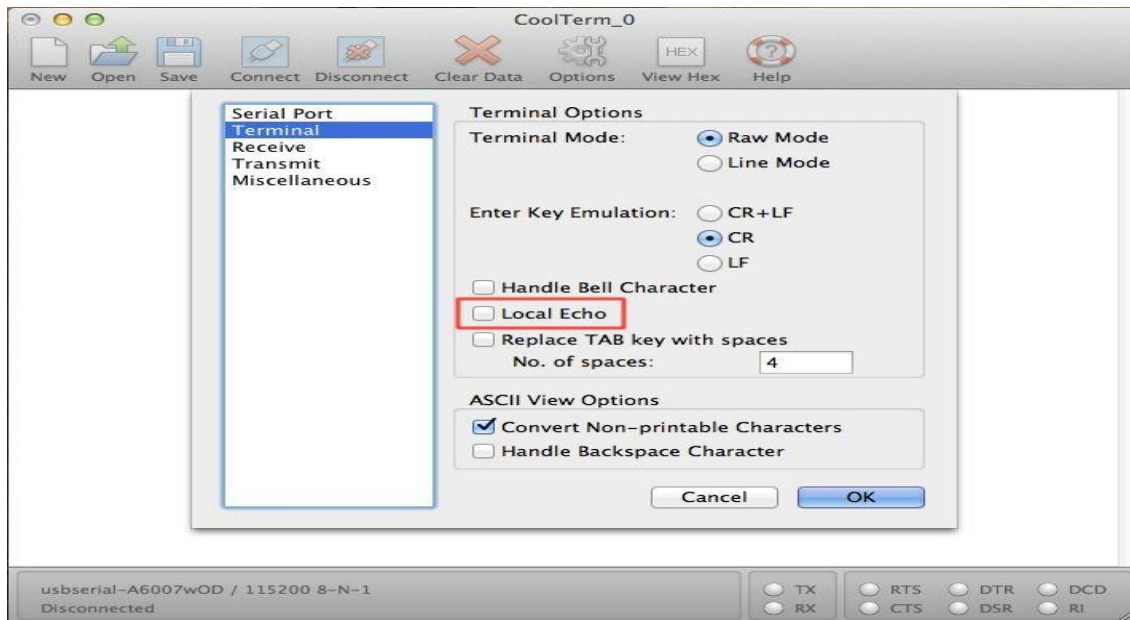 CoolTerm_0
New Open Save Connect Disconnect Clear Data Options HEX View Hex Help
Serial Port
Terminal
Receive
Transmit
Miscellaneous
Terminal Options
Terminal Mode: Raw Mode
Line Mode
Enter Key Emulation: CR+LF
CR
LF
Handle Bell Character
Local Echo
Replace TAB key with spaces
No. of spaces: 4
ASCII View Options
Convert Non-printable Characters
Handle Backspace Character
Cancel OK
usbserial-A6007wOD / 115200 8-N-1
Disconnected
TX RTS DTR DCD
RX CTS DSR RI